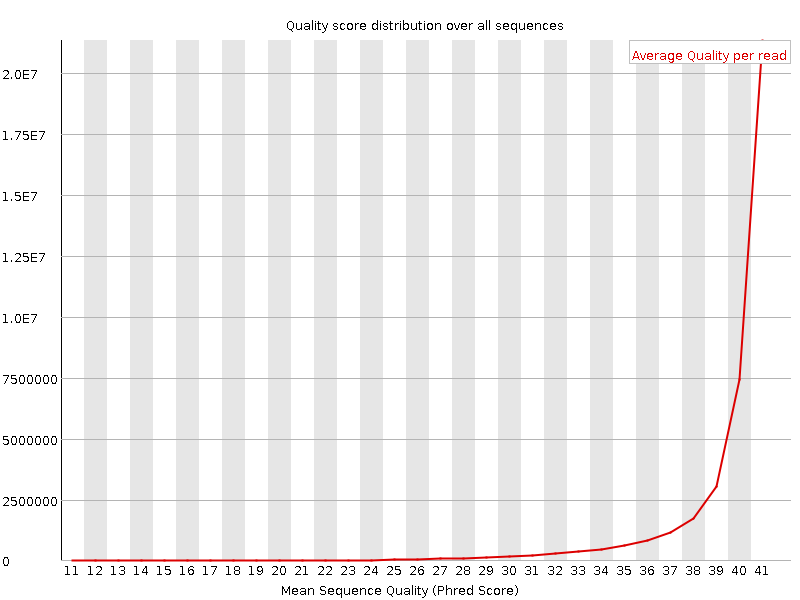 Quality score distribution over all sequences
Average Quality per read
2.0E7
1.75E7
1.5E7
1.25E7
1.0E7
7500000
5000000
2500000
0
11 12 13 14 15 16 17 18 19 20 21 22 23 24 25 26 27 28 29 30 31 32 33 34 35 36 37 38 39 40 41
Mean Sequence Quality (Phred Score)